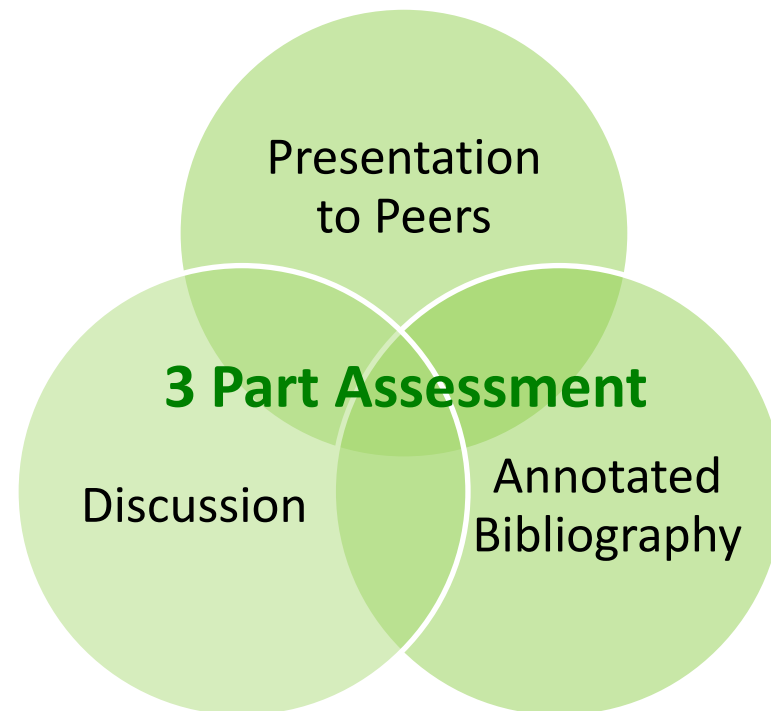 Presentation
to Peers
3 Part Assessment
Discussion
Annotated
Bibliography